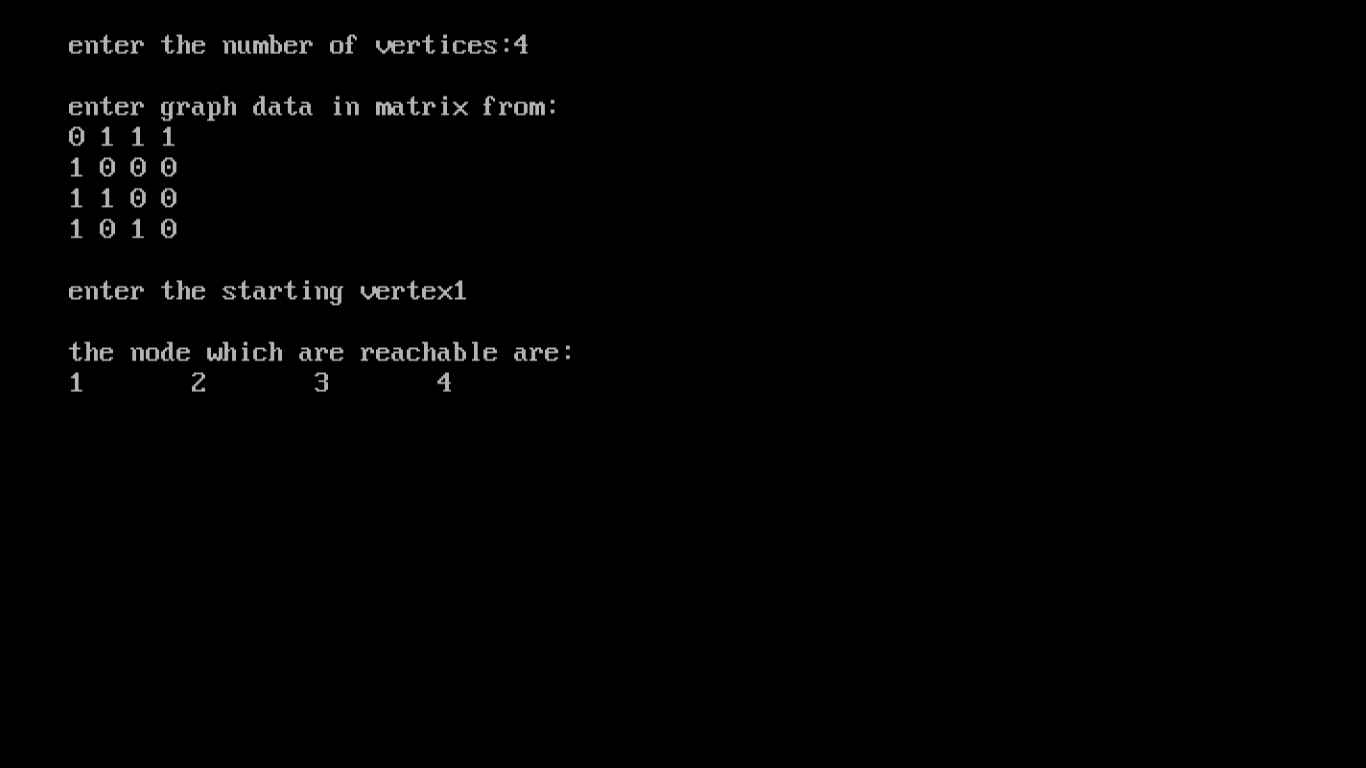 enter the number of vertices:4
enter graph data in matrix from:
0 1 1 1
1 0 0 0
1 1 0 0
1 0 1 0
enter the starting vertex1
the node which are reachable are:
1 2 3 4